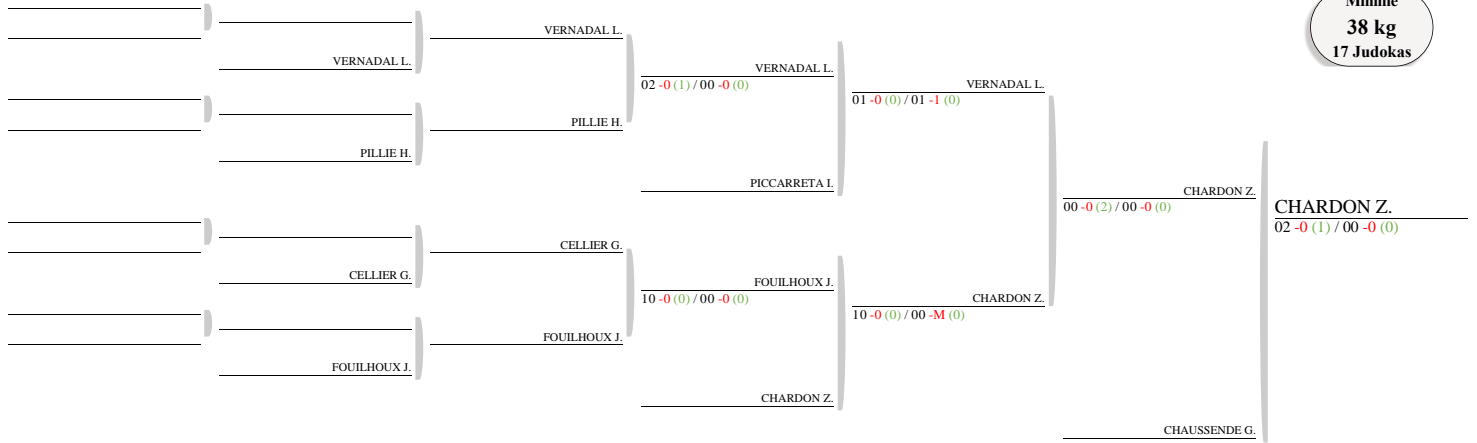 Minime
38 kg
17 Judokas
VERNADAL L.
VERNADAL L.
VERNADAL L.
02 -0 (1) / 00 -0 (0)
VERNADAL L.
01 -0 (0) / 01 -1 (0)
PILLIE H.
PILLIE H.
PICCARRETA I.
CHARDON Z.
00 -0 (2) / 00 -0 (0)
CHARDON Z.
02 -0 (1) / 00 -0 (0)
CELLIER G.
CELLIER G.
FOUILHOUX J.
10 -0 (0) / 00 -0 (0)
CHARDON Z.
10 -0 (0) / 00 -M (0)
FOUILHOUX J.
FOUILHOUX J.
CHARDON Z.
CHAUSSENDE G.